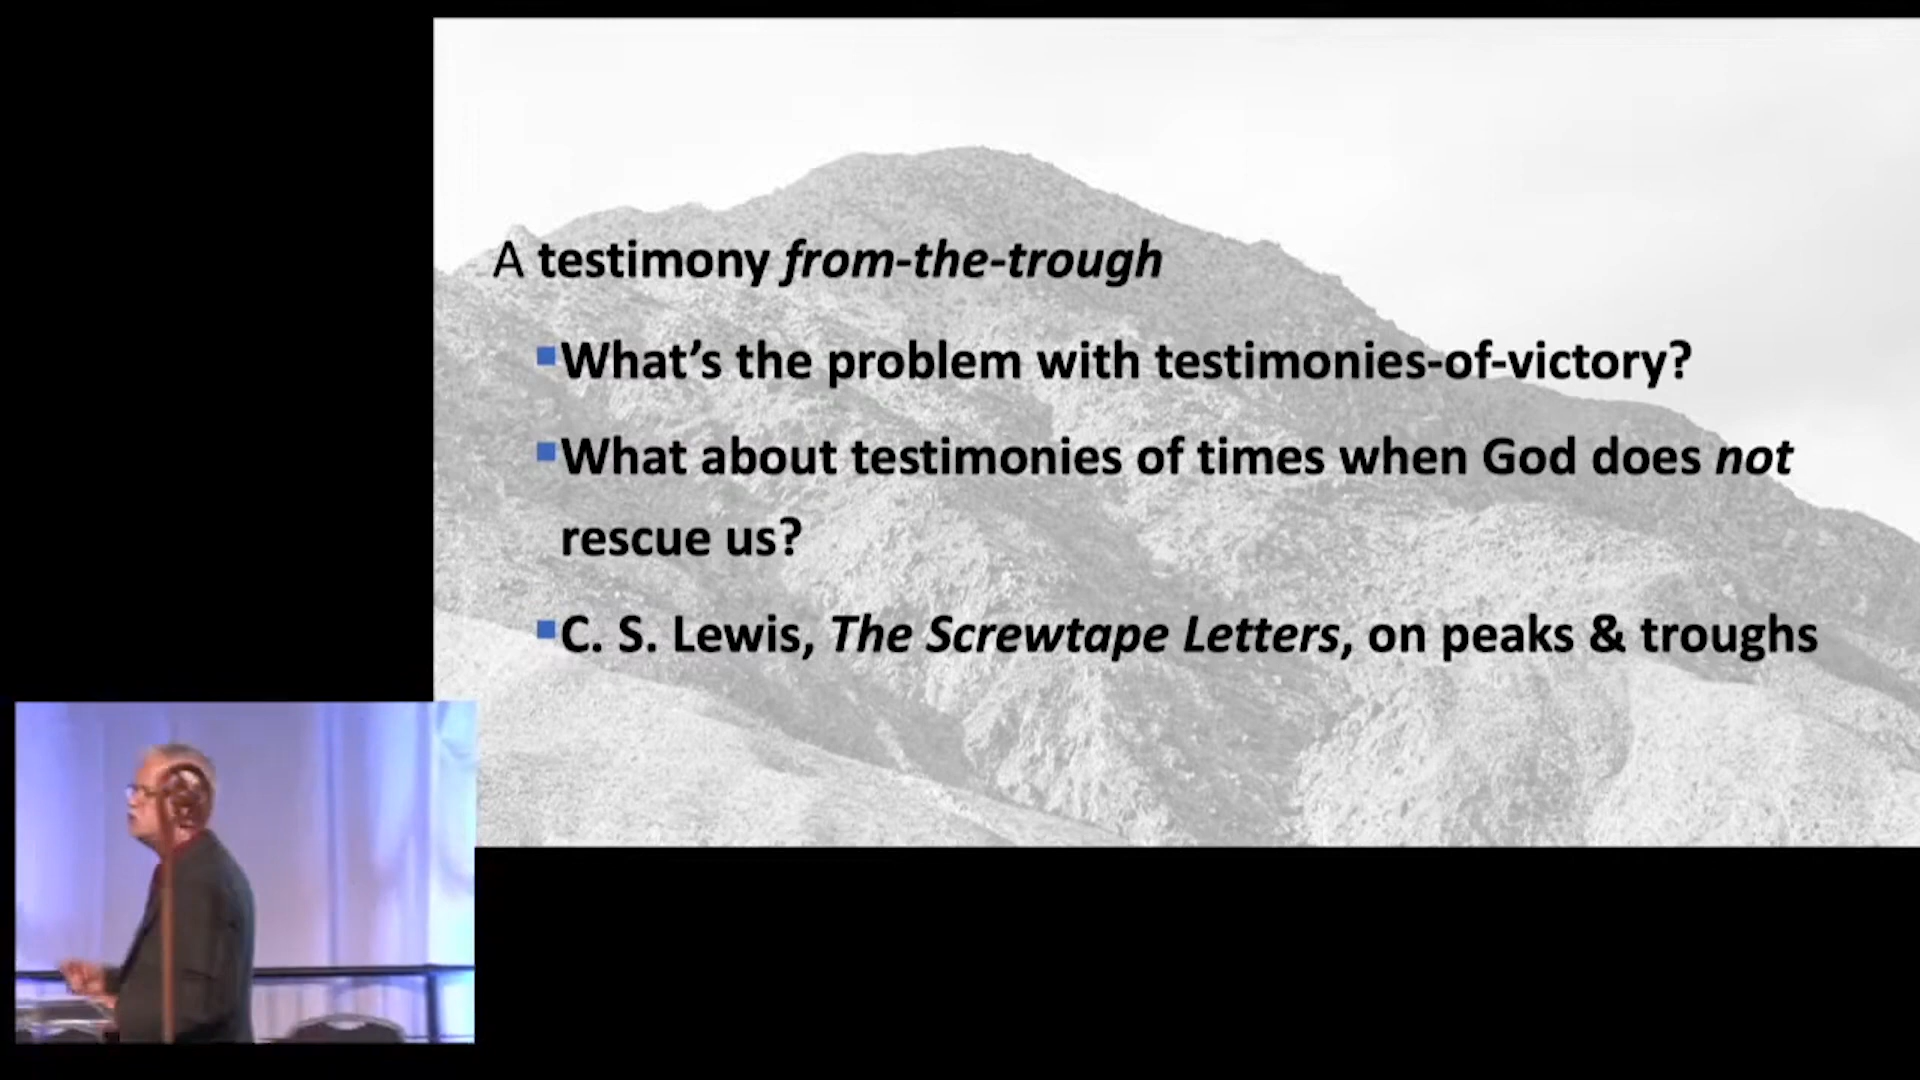 A testimony from-the-trough
What’s the problem with testimonies-of-victory?
What about testimonies of times when God does not
rescue us?
C. S. Lewis, The Screwtape Letters, on peaks & troughs